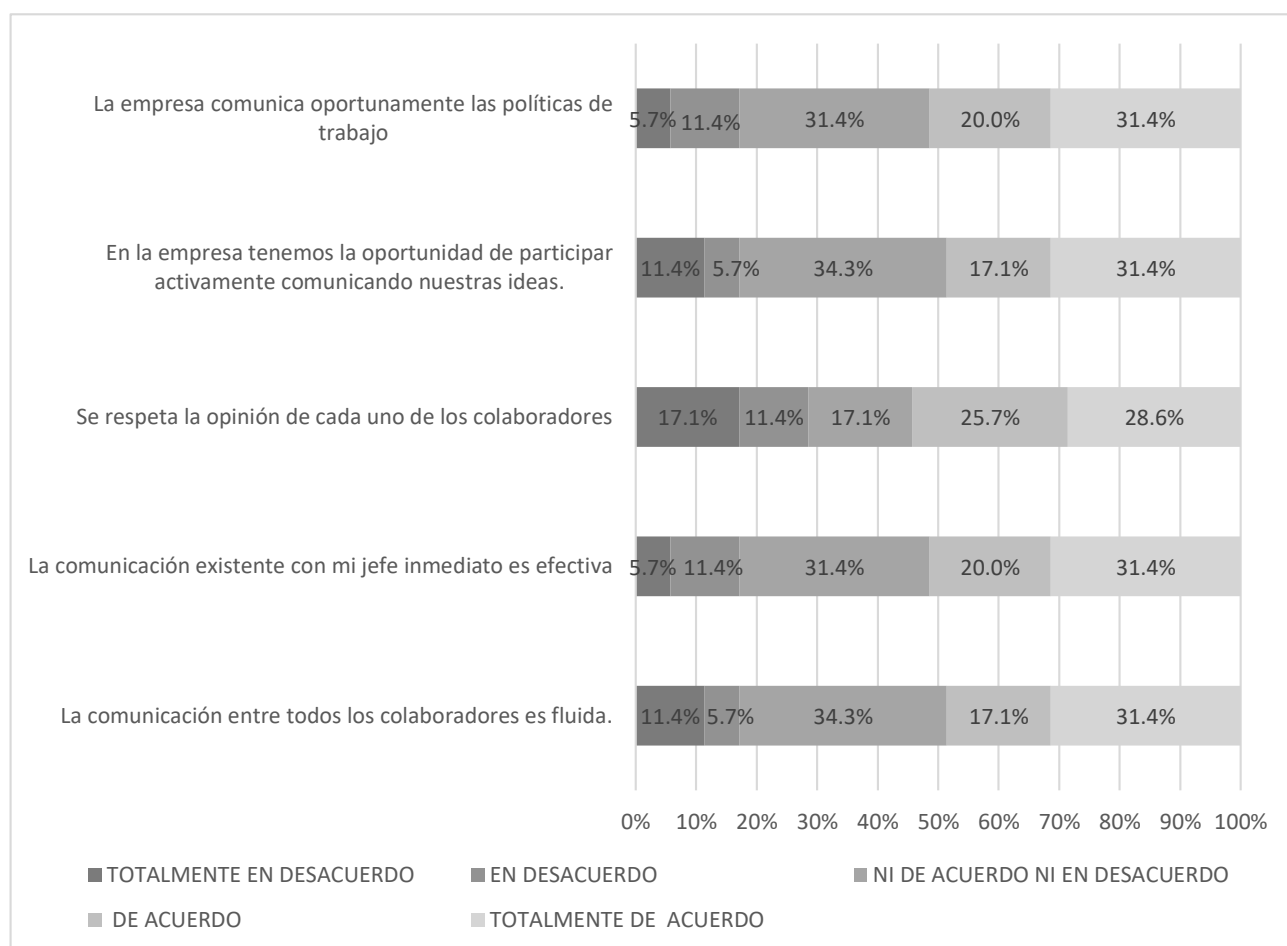 La empresa comunica oportunamente las políticas de
trabajo
5.7% 11.4% 31.4% 20.0% 31.4%
En la empresa tenemos la oportunidad de participar
activamente comunicando nuestras ideas.
11.4% 5.7% 34.3% 17.1% 31.4%
Se respeta la opinión de cada uno de los colaboradores
17.1% 11.4% 17.1% 25.7% 28.6%
La comunicación existente con mi jefe inmediato es efectiva
5.7% 11.4% 31.4% 20.0% 31.4%
La comunicación entre todos los colaboradores es fluida.
11.4% 5.7% 34.3% 17.1% 31.4%
0% 10% 20% 30% 40% 50% 60% 70% 80% 90% 100%
TOTALMENTE EN DESACUERDO EN DESACUERDO NI DE ACUERDO NI EN DESACUERDO
DE ACUERDO TOTALMENTE DE ACUERDO